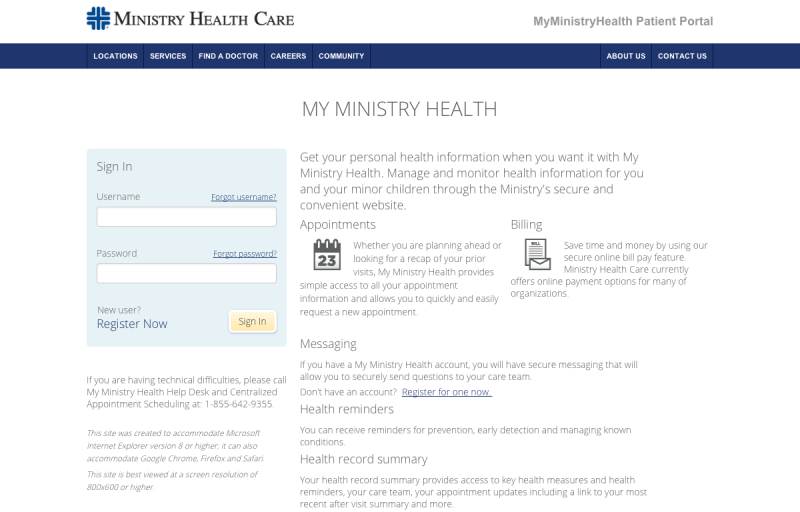 MINISTRY HEALTH CARE
MyMinistryHealth Patient Portal
LOCATIONS SERVICES FIND A DOCTOR CAREERS COMMUNITY ABOUT US CONTACT US
MY MINISTRY HEALTH
Sign In
Username Forgot username?
Password Forgot password?
New user?
Register Now
Sign In
If you are having technical difficulties, please call
My Ministry Health Help Desk and Centralized
Appointment Scheduling at: 1-855-642-9355.
This site was created to accommodate Microsoft
Internet Explorer version 8 or higher; it can also
accommodate Google Chrome, Firefox and Safari.
This site is best viewed at a screen resolution of
800x600 or higher.
Get your personal health information when you want it with My
Ministry Health. Manage and monitor health information for you
and your minor children through the Ministry's secure and
convenient website.
Appointments
23
Whether you are planning ahead or
looking for a recap of your prior
visits, My Ministry Health provides
simple access to all your appointment
information and allows you to quickly and easily
request a new appointment.
Billing
BILL
Save time and money by using our
secure online bill pay feature.
Ministry Health Care currently
offers online payment options for many of
organizations.
Messaging
If you have a My Ministry Health account, you will have secure messaging that will
allow you to securely send questions to your care team.
Don't have an account? Register for one now.
Health reminders
You can receive reminders for prevention, early detection and managing known
conditions.
Health record summary
Your health record summary provides access to key health measures and health
reminders, your care team, your appointment updates including a link to your most
recent after visit summary and more.